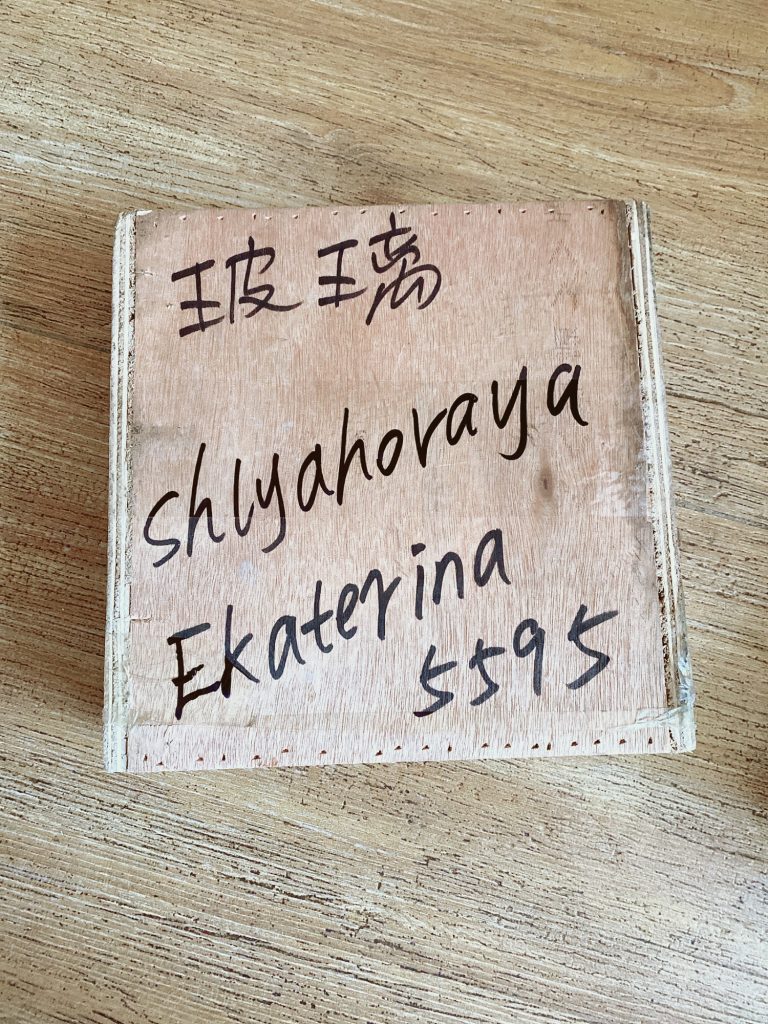 玻璃
shlyahovaya
Ekaterina
5595